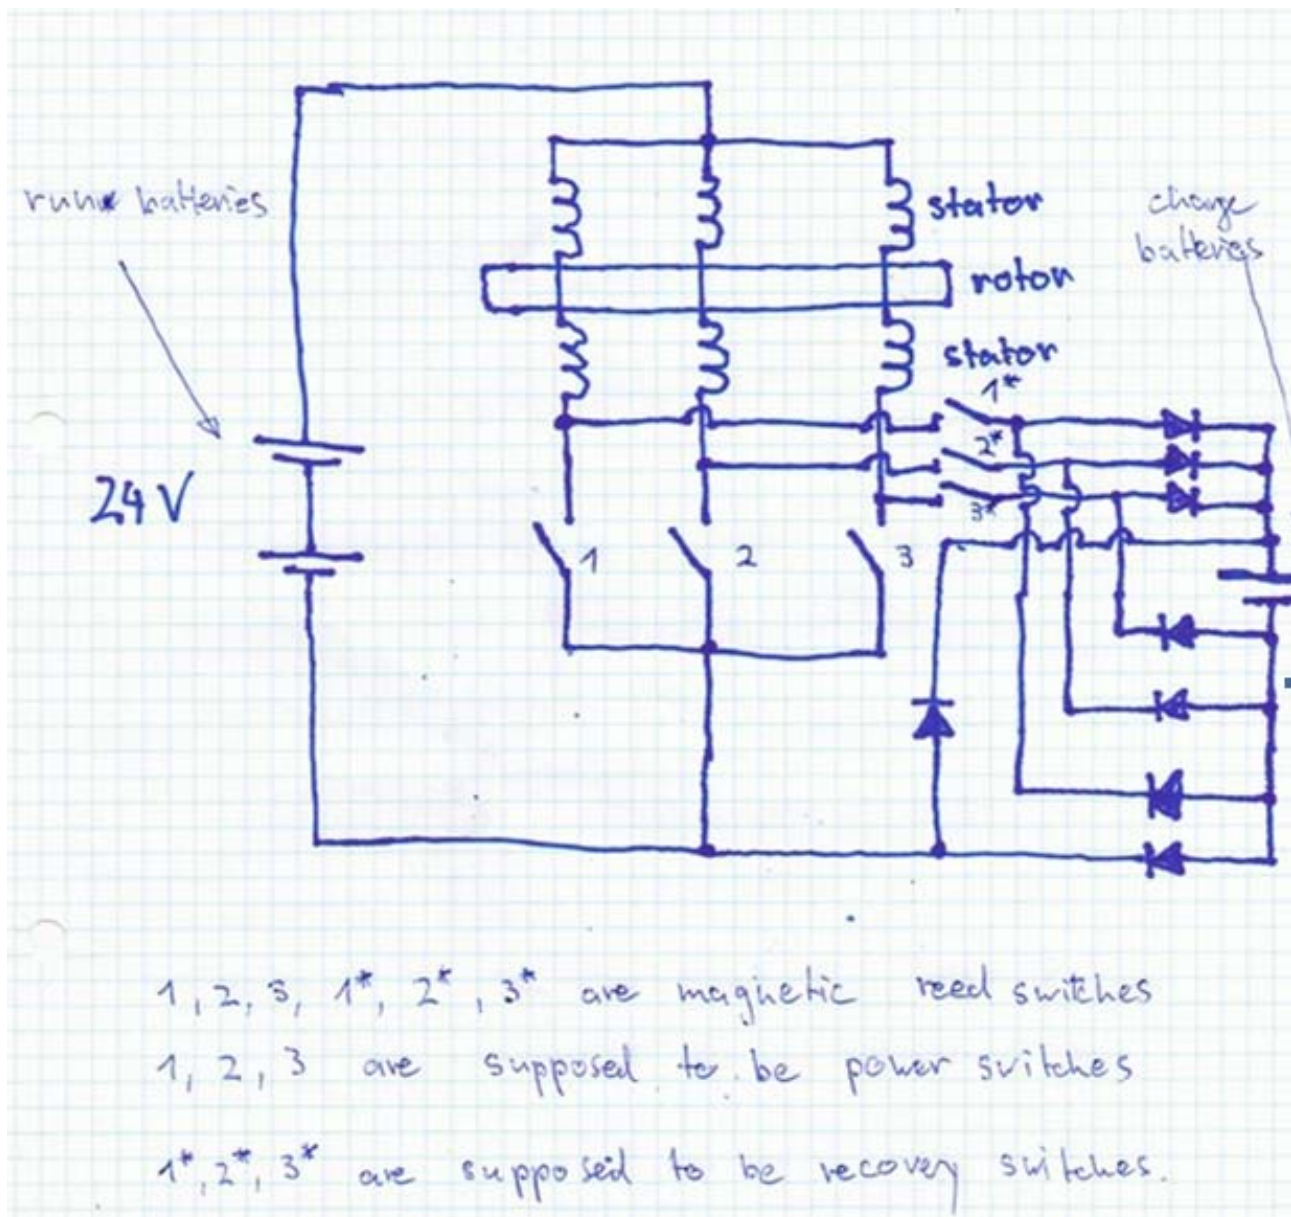 run batteries
stator
charge
batteries
rotor
stator
1*
2*
3*
24V
1
2
3
1, 2, 3, 1*, 2*, 3* are magnetic reed switches
1, 2, 3 are supposed to be power switches
1*, 2*, 3* are supposed to be recovery switches.